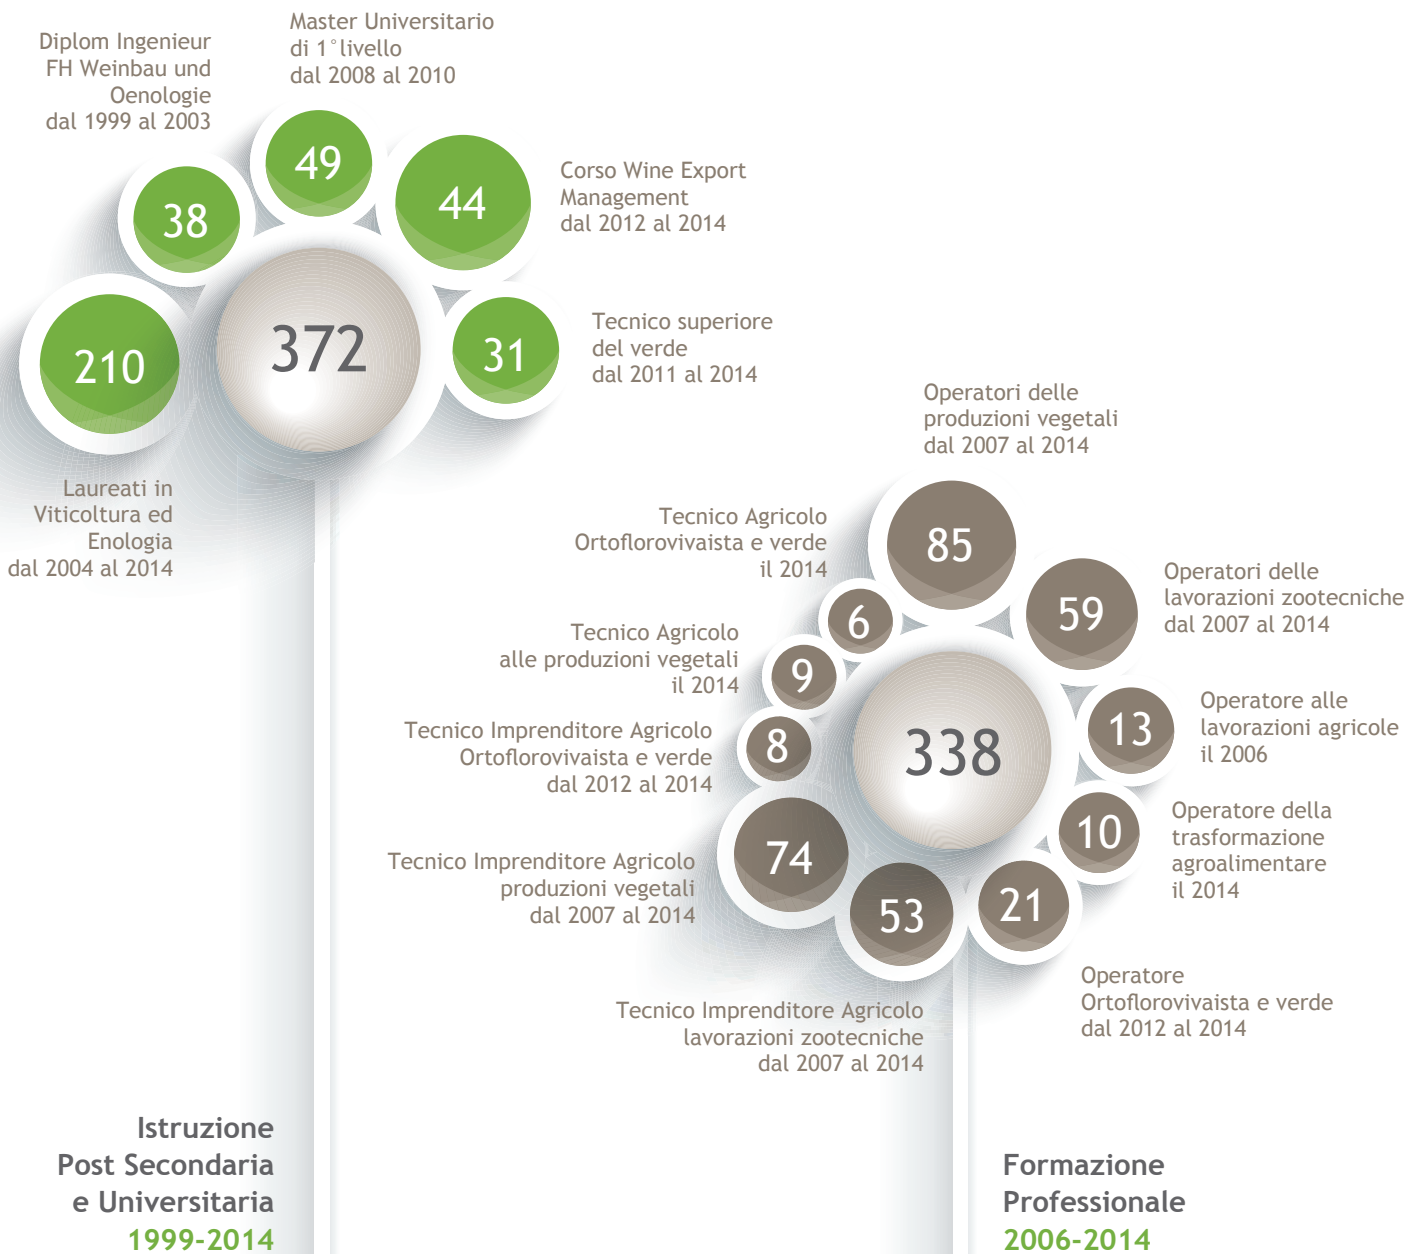 Diplom Ingenieur
FH Weinbau und
Oenologie
dal 1999 al 2003
38
Master Universitario
di 1°livello
dal 2008 al 2010
49
Corso Wine Export
Management
dal 2012 al 2014
44
Tecnico superiore
del verde
dal 2011 al 2014
31
372
210
Laureati in
Viticoltura ed
Enologia
dal 2004 al 2014
Istruzione
Post Secondaria
e Universitaria
1999-2014
Operatori delle
produzioni vegetali
dal 2007 al 2014
85
Operatori delle
lavorazioni zootecniche
dal 2007 al 2014
59
Operatore alle
lavorazioni agricole
il 2006
13
Operatore della
trasformazione
agroalimentare
il 2014
10
Operatore
Ortoflorovivaista e verde
dal 2012 al 2014
21
Tecnico Imprenditore Agricolo
lavorazioni zootecniche
dal 2007 al 2014
53
Tecnico Imprenditore Agricolo
produzioni vegetali
dal 2007 al 2014
74
Tecnico Imprenditore Agricolo
Ortoflorovivaista e verde
dal 2012 al 2014
8
Tecnico Agricolo
alle produzioni vegetali
il 2014
9
Tecnico Agricolo
Ortoflorovivaista e verde
il 2014
6
338
Formazione
Professionale
2006-2014